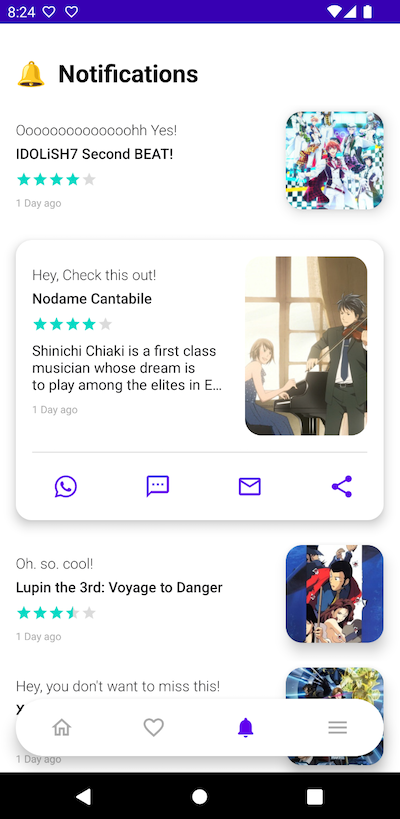 8:24
Notifications
Ooooooooooooohh Yes!
IDOLiSH7 Second BEAT!
1 Day ago
Hey, Check this out!
Nodame Cantabile
Shinichi Chiaki is a first class
musician whose dream is
to play among the elites in E...
1 Day ago
Oh. so. cool!
Lupin the 3rd: Voyage to Danger
1 Day ago
Hey, you don't want to miss this!
1 Day ago